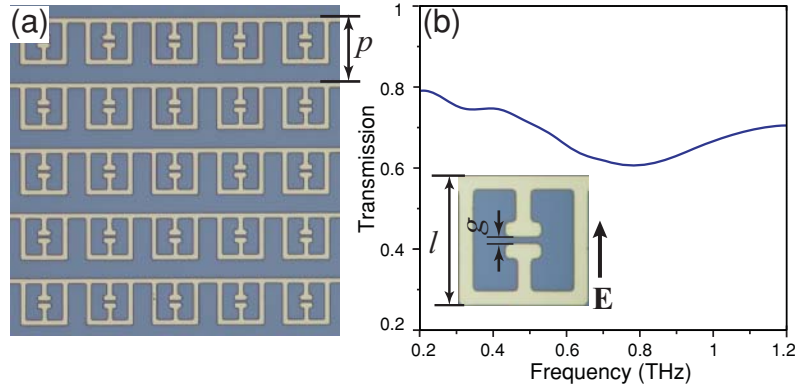 (a)
p
(b)
1
0.8
0.6
0.4
0.2
Transmission
l
g
E
0.2 0.4 0.6 0.8 1 1.2
Frequency (THz)